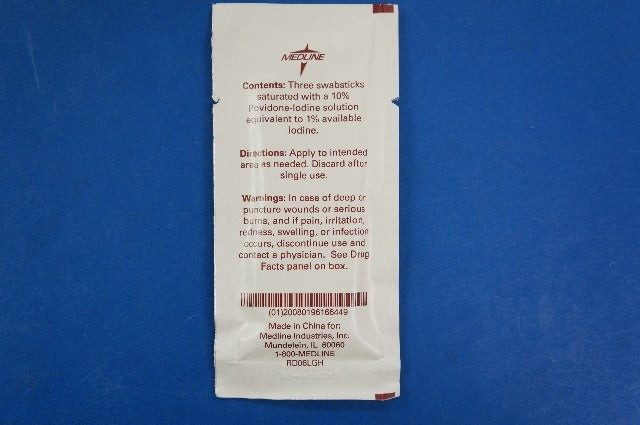 MEDLINE
Contents: Three swabsticks
saturated with a 10%
Povidone-Iodine solution
equivalent to 1% available
Iodine.
Directions: Apply to intended
area as needed. Discard after
single use.
Warnings: In case of deep or
puncture wounds or serious
burns, and if pain, irritation,
redness, swelling, or infection
occurs, discontinue use and
contact a physician. See Drug
Facts panel on box.
(01)20080196166449
Made in China for:
Medline Industries, Inc.
Mundelein, IL 60060
1-800-MEDLINE
RD06LGH